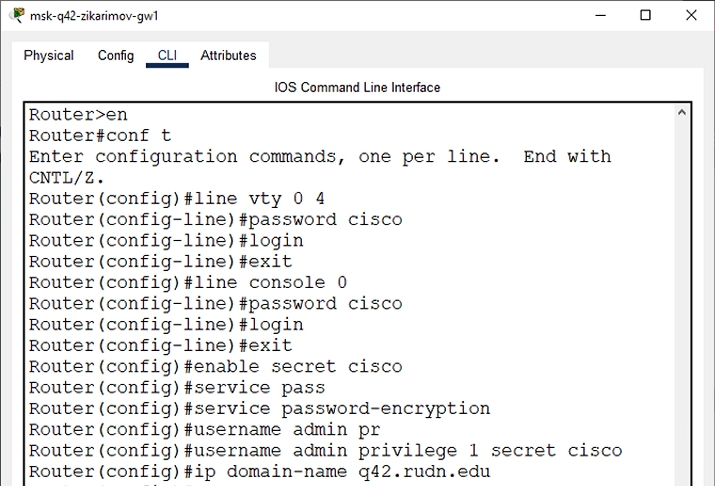 msk-q42-zikarimov-gw1
Physical Config CLI Attributes
IOS Command Line Interface
Router>en
Router#conf t
Enter configuration commands, one per line.  End with
CNTL/Z.
Router(config)#line vty 0 4
Router(config-line)#password cisco
Router(config-line)#login
Router(config-line)#exit
Router(config)#line console 0
Router(config-line)#password cisco
Router(config-line)#login
Router(config-line)#exit
Router(config)#enable secret cisco
Router(config)#service pass
Router(config)#service password-encryption
Router(config)#username admin pr
Router(config)#username admin privilege 1 secret cisco
Router(config)#ip domain-name q42.rudn.edu